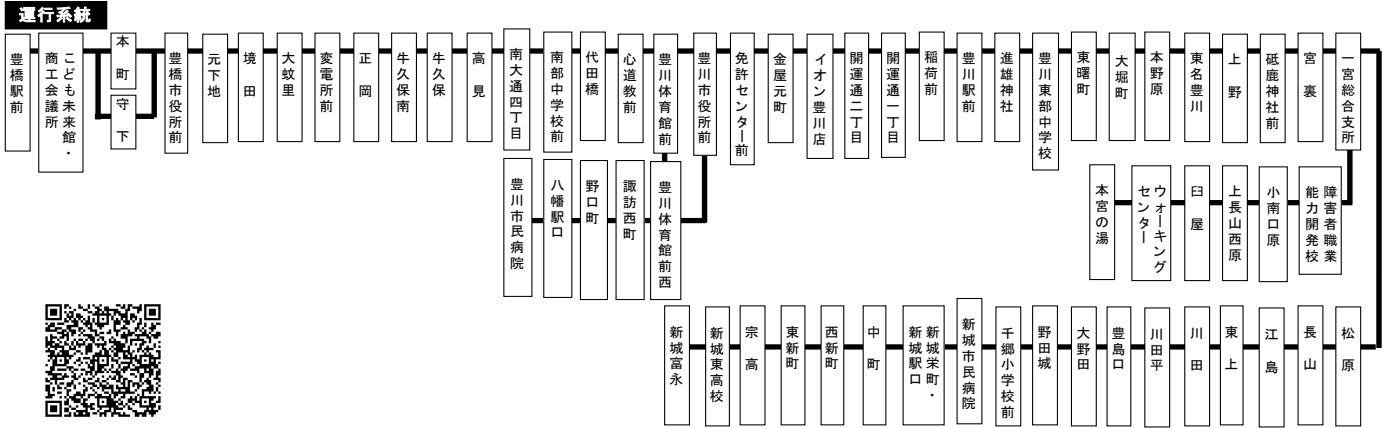 運行系統
豊橋駅前
こども未来館・
商工会議所
本町
守下
豊橋市役所前
元下地
境田
大蚊里
変電所前
正岡
牛久保南
牛久保
高見
南大通四丁目
南部中学校前
代田橋
心道教前
豊川体育館前
豊川市役所前
免許センター前
金屋元町
イオン豊川店
開運通二丁目
開運通一丁目
稲荷前
豊川駅前
進雄神社
豊川東部中学校
東曙町
大堀町
本野原
東名豊川
上野
砥鹿神社前
宮裏
一宮総合支所
豊川市民病院
八幡駅口
野口町
諏訪西町
豊川体育館前西
本宮の湯
ウォーキング
センター
臼屋
上長山西原
小南口原
障害者職業
能力開発校
新城富永
新城東高校
宗高
東新町
西新町
中町
新城栄町・
新城駅口
新城市民病院
千郷小学校前
野田城
大野田
豊島口
川田平
川田
東上
江島
長山
松原